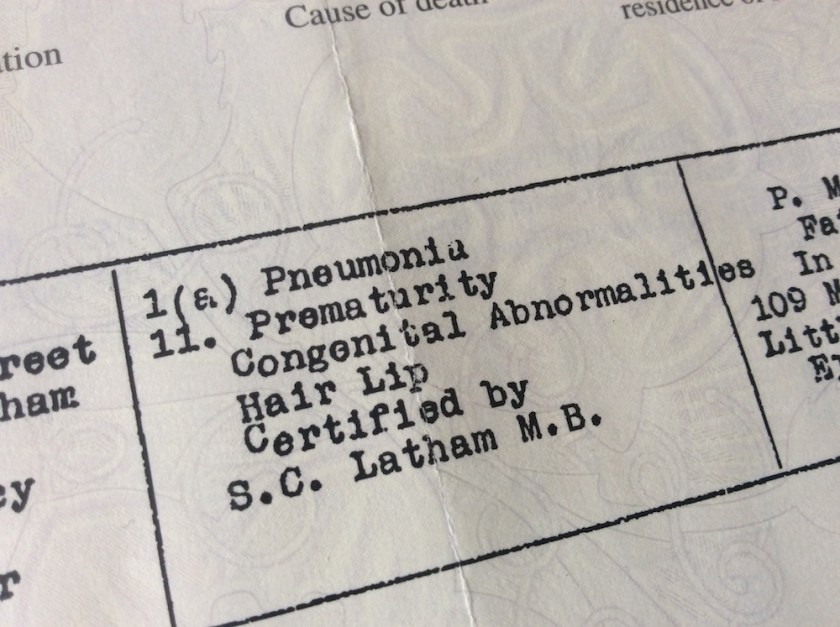 Cause of death
residence of
tion
1(a) Pneumonia
11. Prematurity
Congenital Abnormalities
Hair Lip
Certified by
S.C. Latham M.B.
reet
ham
ey
r
P. M
Fa
In
109 M
Litt